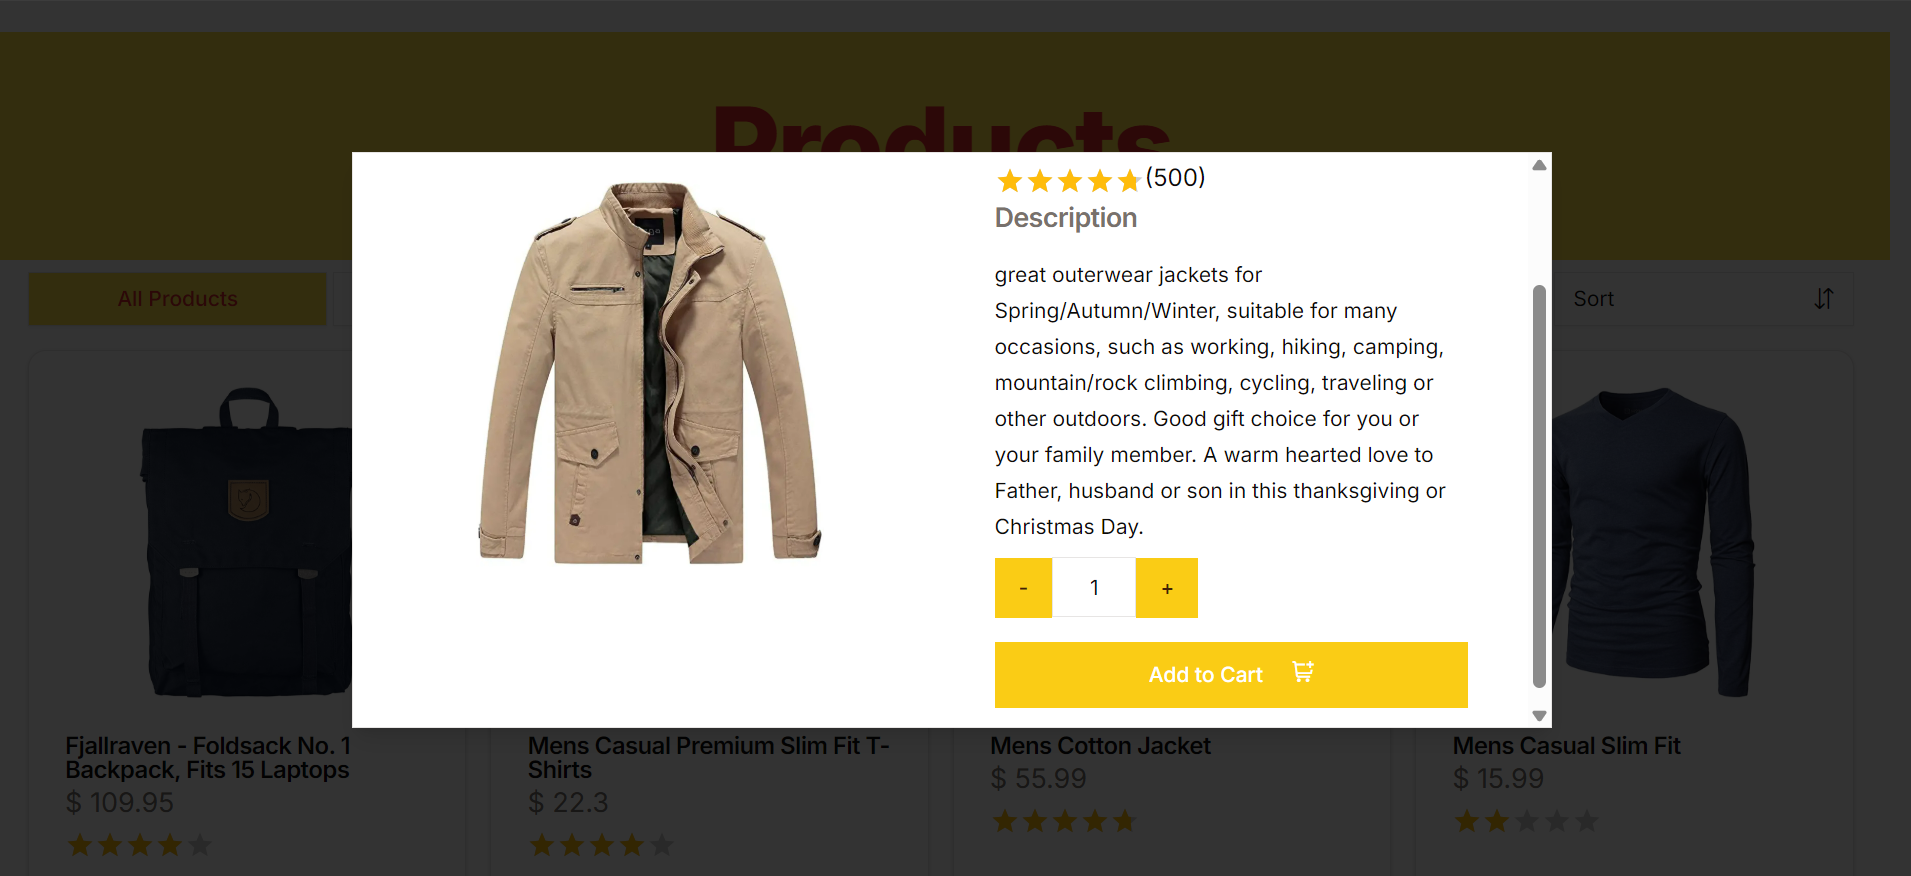 Products
(500)
Description
great outerwear jackets for
Spring/Autumn/Winter, suitable for many
occasions, such as working, hiking, camping,
mountain/rock climbing, cycling, traveling or
other outdoors. Good gift choice for you or
your family member. A warm hearted love to
Father, husband or son in this thanksgiving or
Christmas Day.
- 1 +
Add to Cart
All Products
Sort
Fjallraven - Foldsack No. 1
Backpack, Fits 15 Laptops
$ 109.95
Mens Casual Premium Slim Fit T-
Shirts
$ 22.3
Mens Cotton Jacket
$ 55.99
Mens Casual Slim Fit
$ 15.99